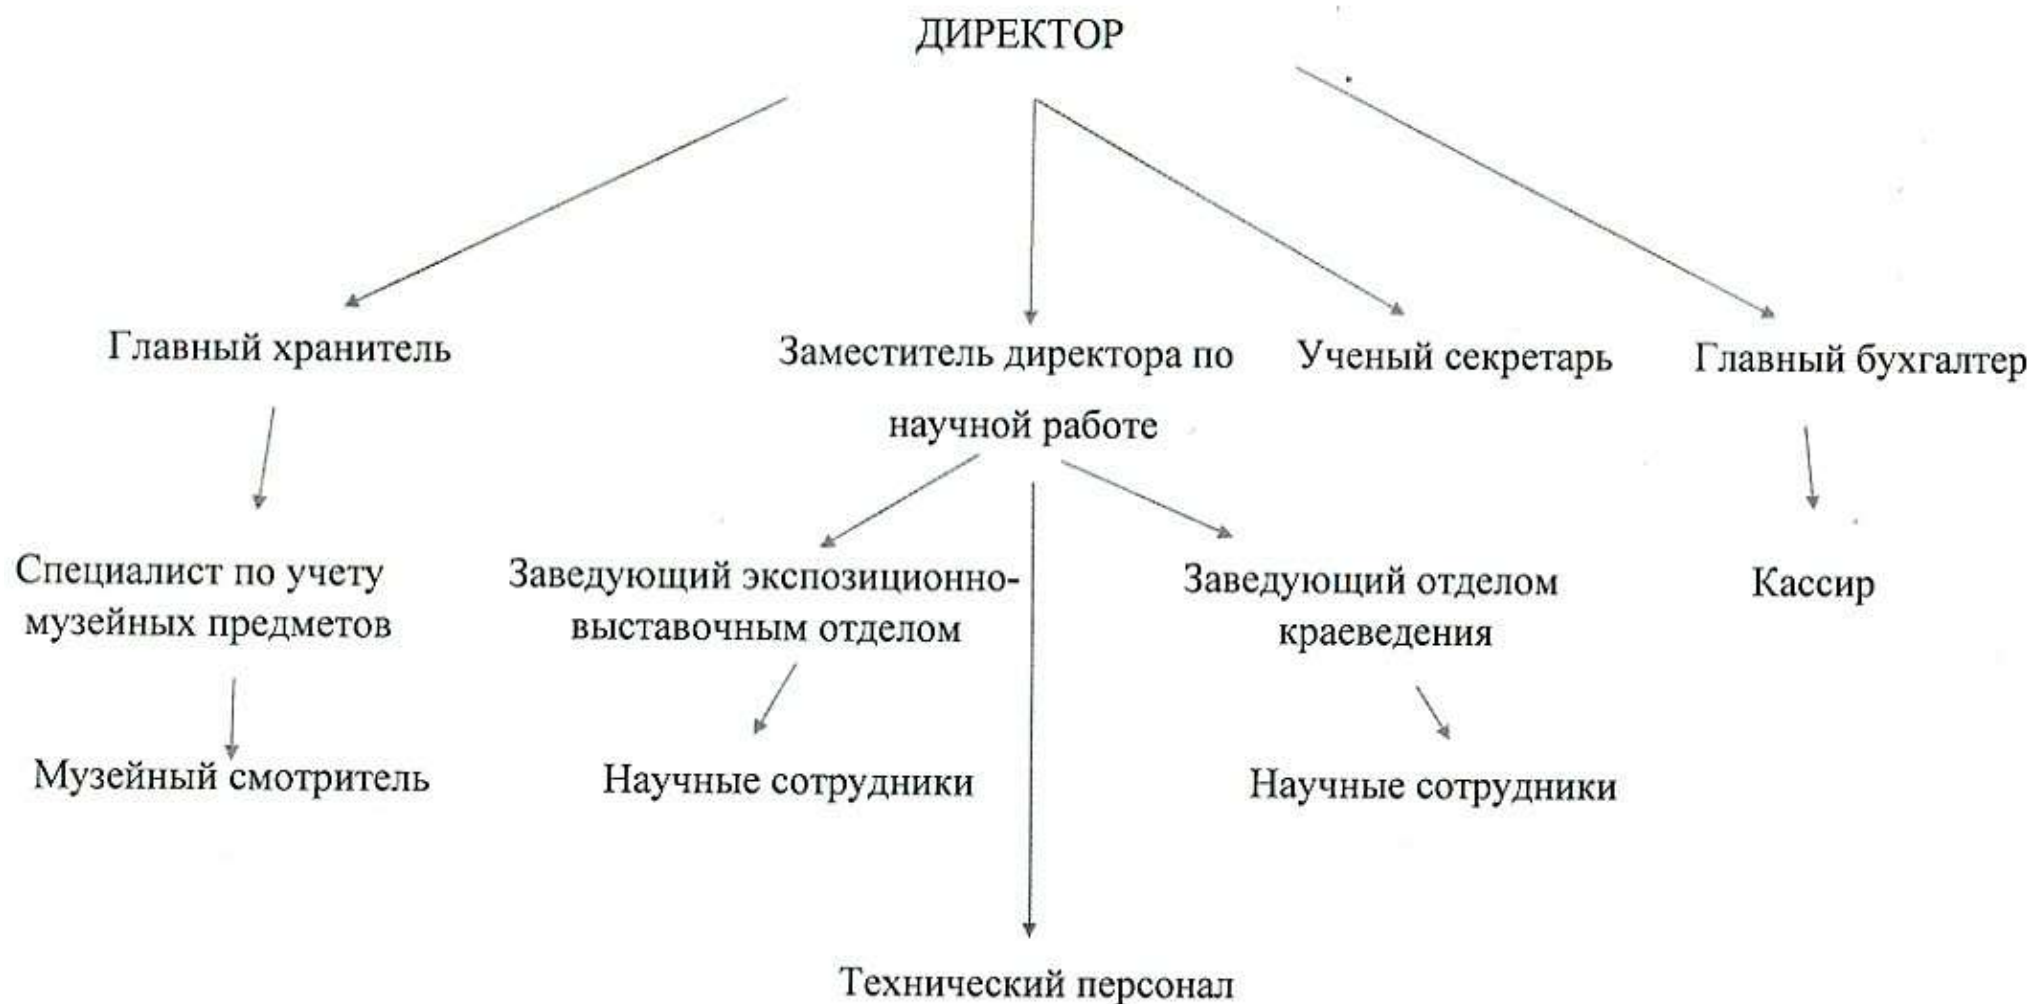 ДИРЕКТОР
Главный хранитель
Заместитель директора по
научной работе
Ученый секретарь
Главный бухгалтер
Специалист по учету
музейных предметов
Заведующий экспозиционно-
выставочным отделом
Заведующий отделом
краеведения
Кассир
Музейный смотритель
Научные сотрудники
Научные сотрудники
Технический персонал